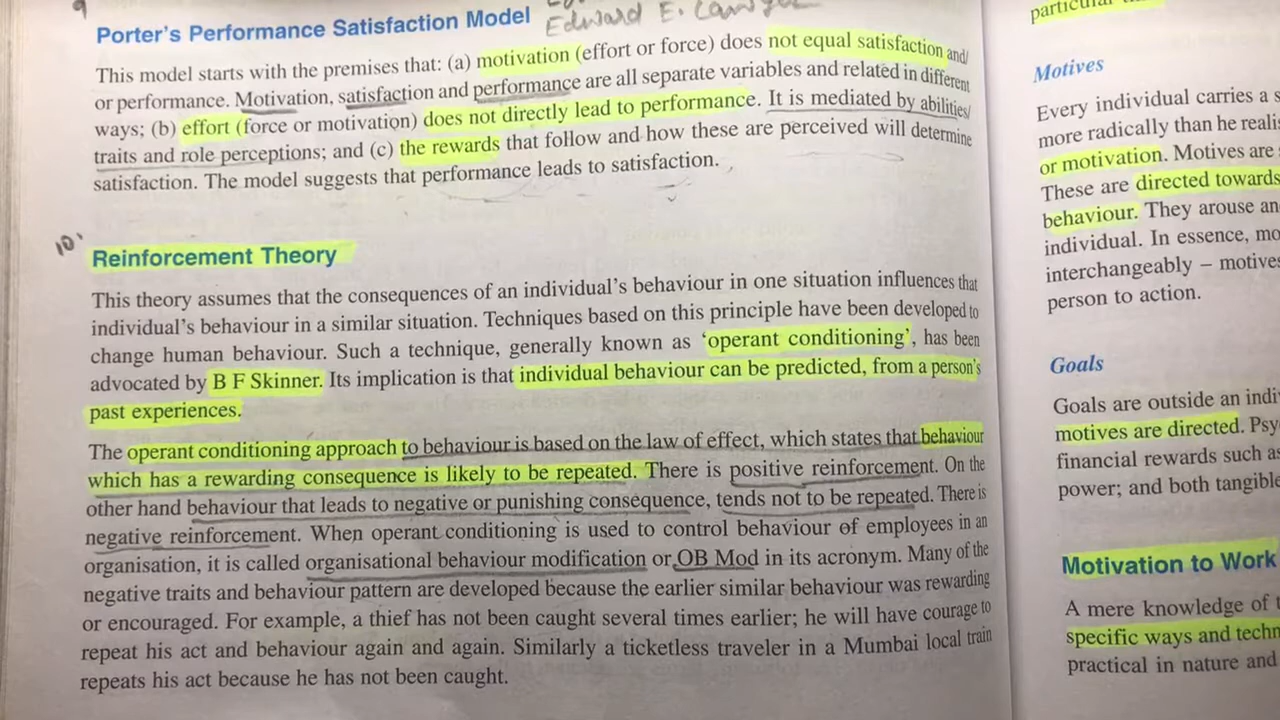 9
Porter's Performance Satisfaction Model
Edward E.
This model starts with the premises that: (a) motivation (effort or force) does not equal satisfaction and/
or performance. Motivation, satisfaction and performance are all separate variables and related in different
ways; (b) effort (force or motivation) does not directly lead to performance. It is mediated by abilities/
traits and role perceptions; and (c) the rewards that follow and how these are perceived will determine
satisfaction. The model suggests that performance leads to satisfaction.
10.
Reinforcement Theory
This theory assumes that the consequences of an individual's behaviour in one situation influences that
individual's behaviour in a similar situation. Techniques based on this principle have been developed to
change human behaviour. Such a technique, generally known as 'operant conditioning', has been
advocated by B F Skinner. Its implication is that individual behaviour can be predicted, from a person's
past experiences.
The operant conditioning approach to behaviour is based on the law of effect, which states that behaviour
which has a rewarding consequence is likely to be repeated. There is positive reinforcement. On the
other hand behaviour that leads to negative or punishing consequence, tends not to be repeated. There is
negative reinforcement. When operant conditioning is used to control behaviour of employees in an
organisation, it is called organisational behaviour modification or OB Mod in its acronym. Many of the
negative traits and behaviour pattern are developed because the earlier similar behaviour was rewarding
or encouraged. For example, a thief has not been caught several times earlier; he will have courage to
repeat his act and behaviour again and again. Similarly a ticketless traveler in a Mumbai local train
repeats his act because he has not been caught.
particular
Motives
Every individual carries a
more radically than he
or motivation. Motives are
These are directed towards
behaviour. They arouse
individual. In essence,
interchangeably –
person to action.
Goals
Goals are outside an
motives are directed.
financial rewards such
power; and both
Motivation to Work
A mere knowledge of
specific ways and
practical in nature and